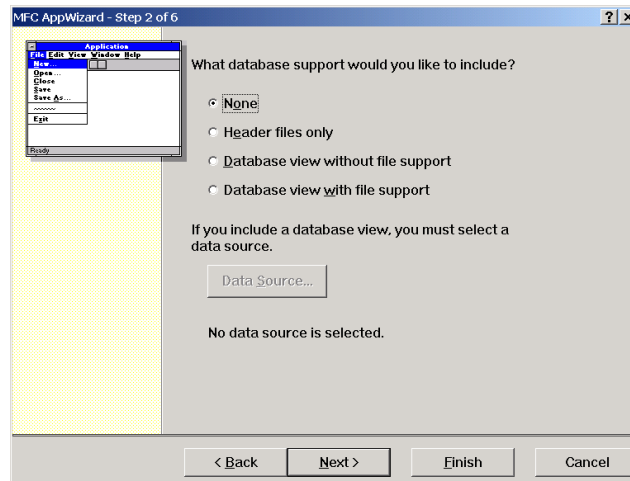 MFC AppWizard - Step 2 of 6
Application
File Edit View Window Help
New...
Open...
Close
Save
Save As...
Exit
Ready
What database support would you like to include?
None
Header files only
Database view without file support
Database view with file support
If you include a database view, you must select a
data source.
Data Source...
No data source is selected.
< Back Next > Finish Cancel